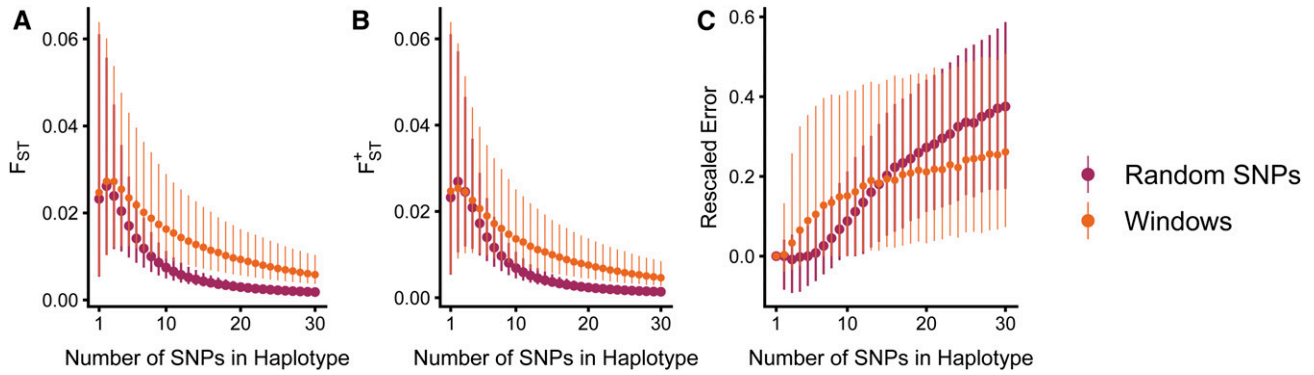 A
F_ST
0.06
0.04
0.02
0.00
1 10 20 30
Number of SNPs in Haplotype
B
F+_ST
0.06
0.04
0.02
0.00
1 10 20 30
Number of SNPs in Haplotype
C
Rescaled Error
0.6
0.4
0.2
0.0
1 10 20 30
Number of SNPs in Haplotype
Random SNPs
Windows